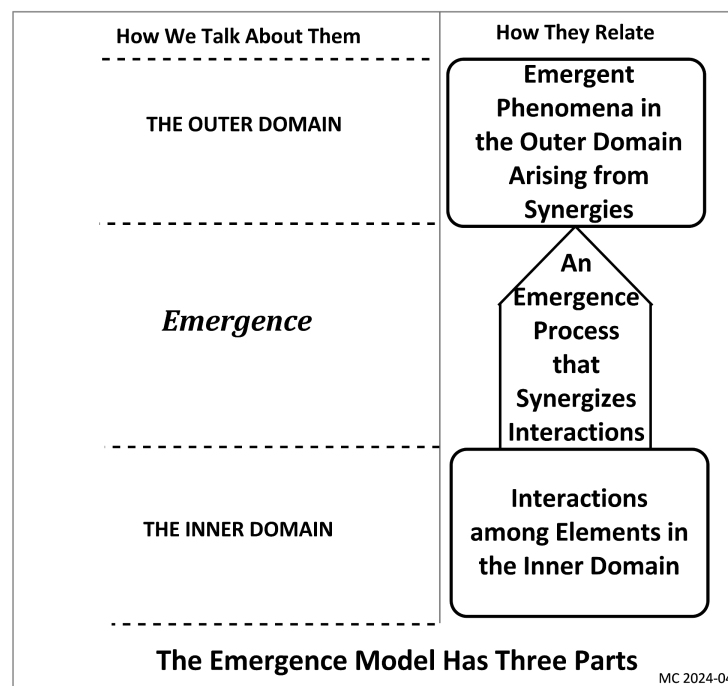 How We Talk About Them
How They Relate
THE OUTER DOMAIN
Emergent
Phenomena in
the Outer Domain
Arising from
Synergies
Emergence
An
Emergence
Process
that
Synergizes
Interactions
THE INNER DOMAIN
Interactions
among Elements in
the Inner Domain
The Emergence Model Has Three Parts
MC 2024-04